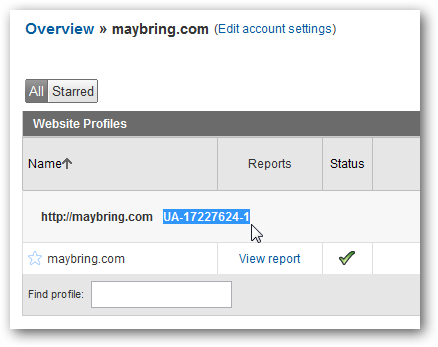 Overview » maybring.com (Edit account settings)
All Starred
Website Profiles
Name Reports Status
http://maybring.com UA-17227624-1
maybring.com View report
Find profile: